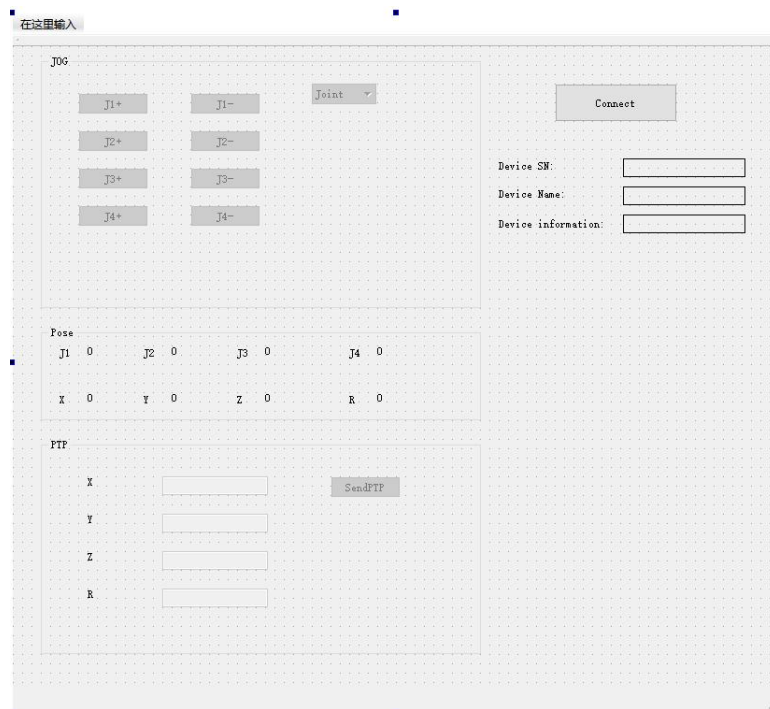 在这里输入
JOG
J1+ J1- Joint
Connect
J2+ J2-
Device SN:
J3+ J3-
Device Name:
J4+ J4-
Device information:
Pose
J1 0 J2 0 J3 0 J4 0
X 0 Y 0 Z 0 R 0
PTP
X SendPTP
Y
Z
R